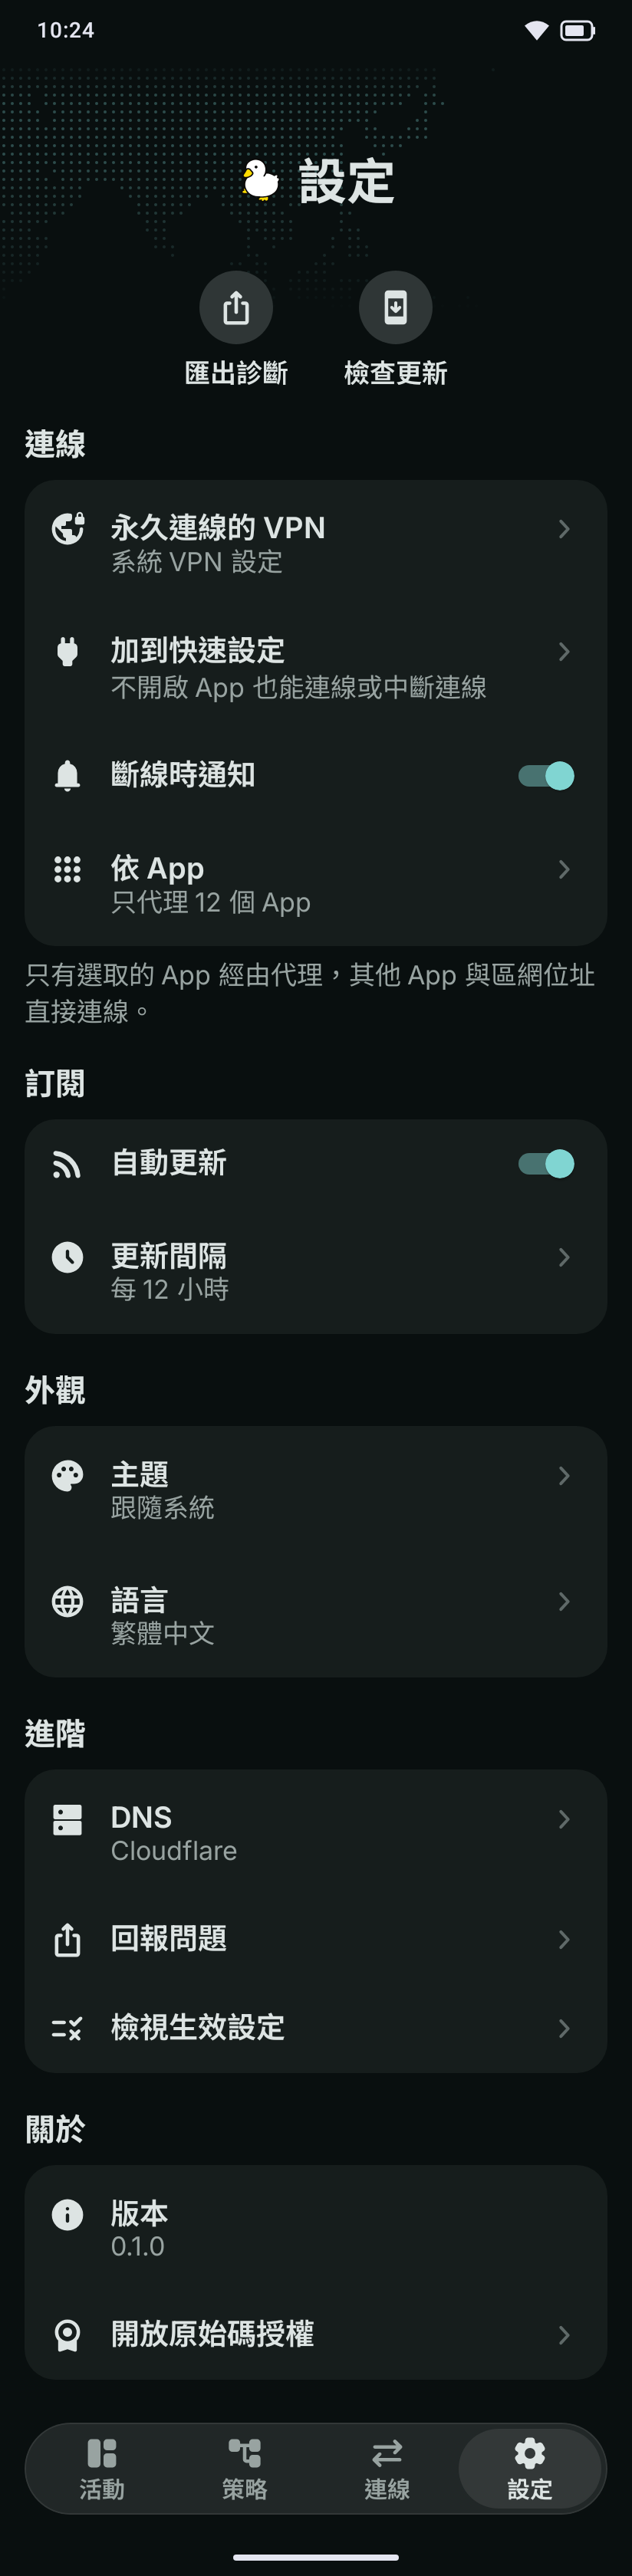 10:24
設定
匯出診斷
檢查更新
連線
永久連線的 VPN
系統 VPN 設定
加到快速設定
不開啟 App 也能連線或中斷連線
斷線時通知
依 App
只代理 12 個 App
只有選取的 App 經由代理，其他 App 與區網位址
直接連線。
訂閱
自動更新
更新間隔
每 12 小時
外觀
主題
跟隨系統
語言
繁體中文
進階
DNS
Cloudflare
回報問題
檢視生效設定
關於
版本
0.1.0
開放原始碼授權
活動
策略
連線
設定